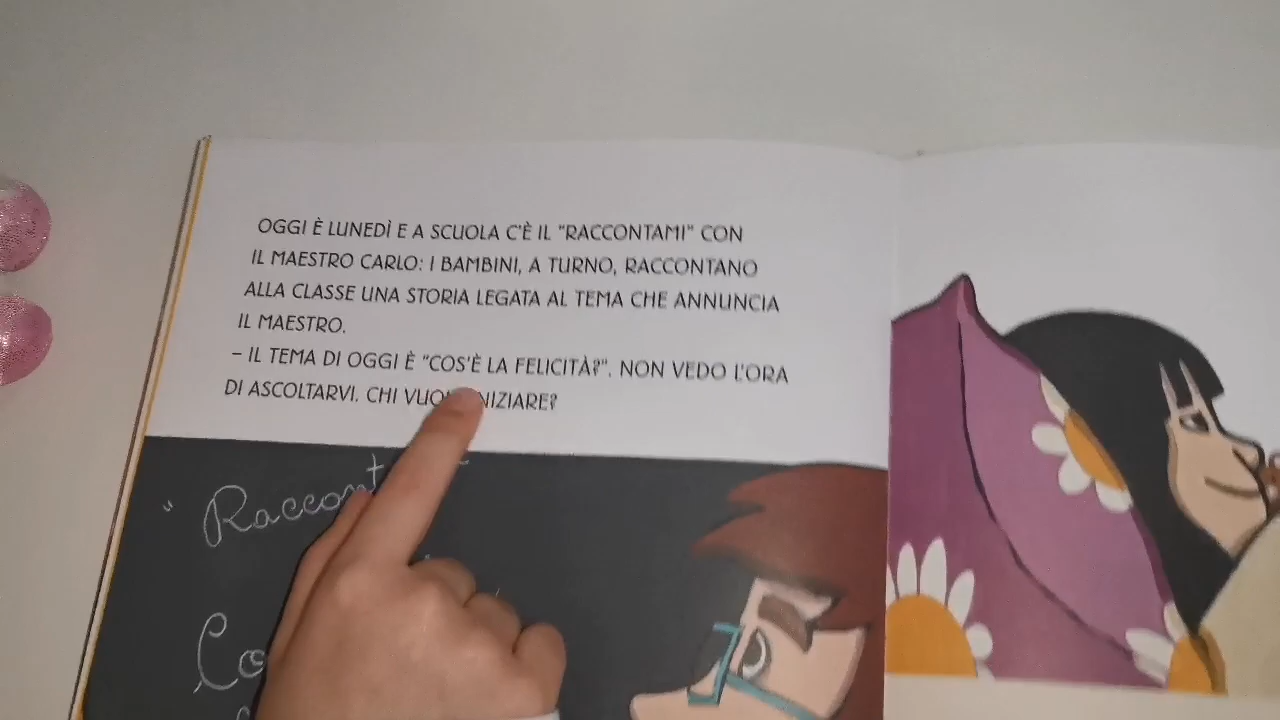 OGGI È LUNEDÌ E A SCUOLA C'È IL "RACCONTAMI" CON
IL MAESTRO CARLO: I BAMBINI, A TURNO, RACCONTANO
ALLA CLASSE UNA STORIA LEGATA AL TEMA CHE ANNUNCIA
IL MAESTRO.
– IL TEMA DI OGGI È "COS'È LA FELICITÀ?". NON VEDO L'ORA
DI ASCOLTARVI. CHI